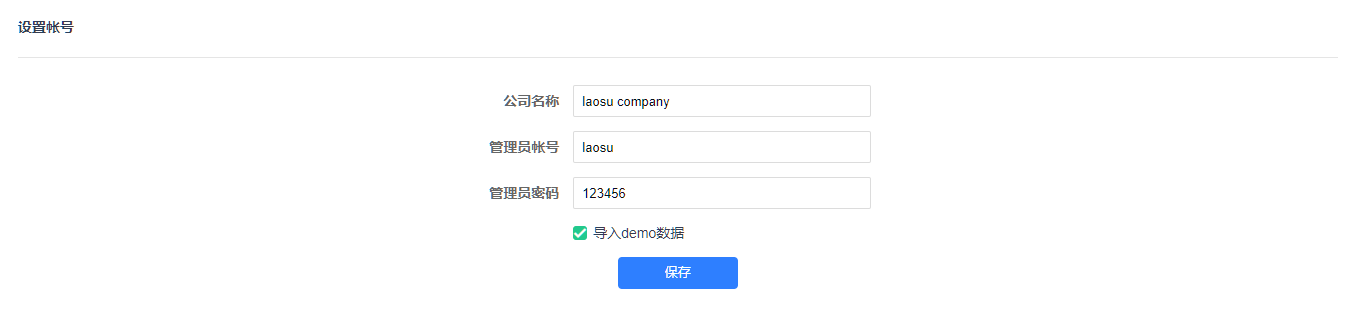 设置帐号
公司名称 laosu company
管理员帐号 laosu
管理员密码 123456
导入demo数据
保存